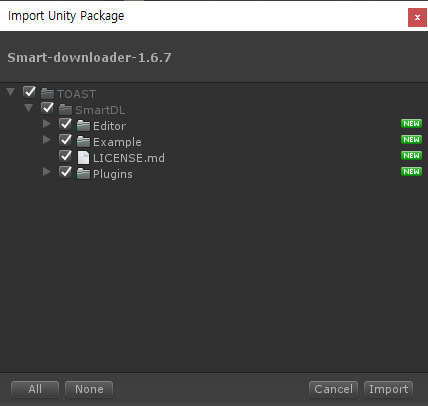 Import Unity Package
x
Smart-downloader-1.6.7
TOAST
SmartDL
Editor NEW
Example NEW
LICENSE.md NEW
Plugins NEW
All None Cancel Import